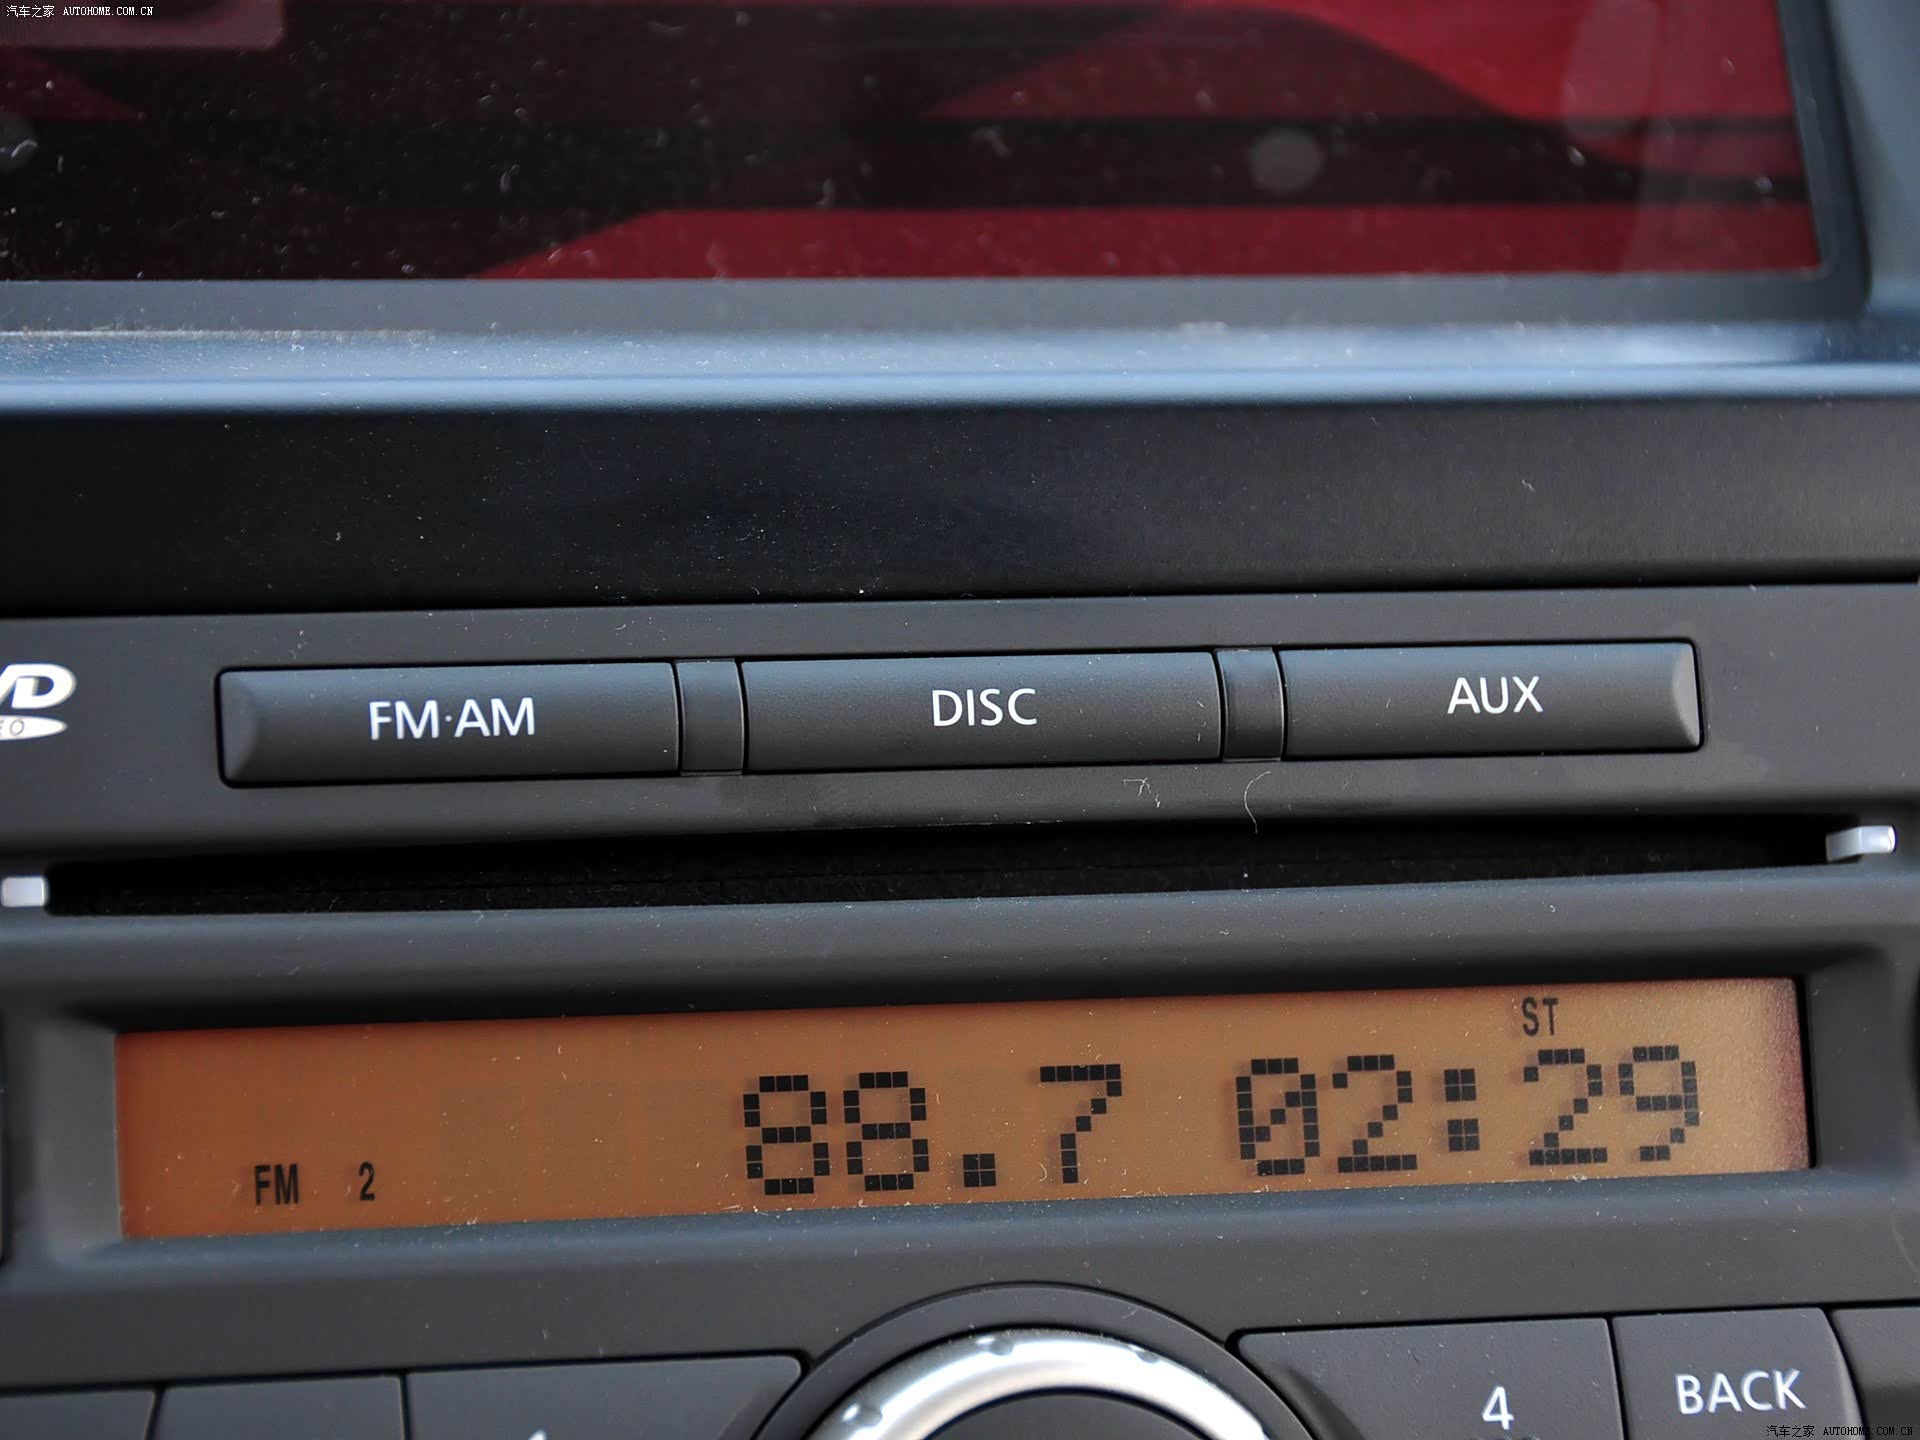 汽车之家 AUTOHOME.COM.CN
FM·AM DISC AUX
ST
FM 2 88.7 02:29
4 BACK
汽车之家 AUTOHOME.COM.CN